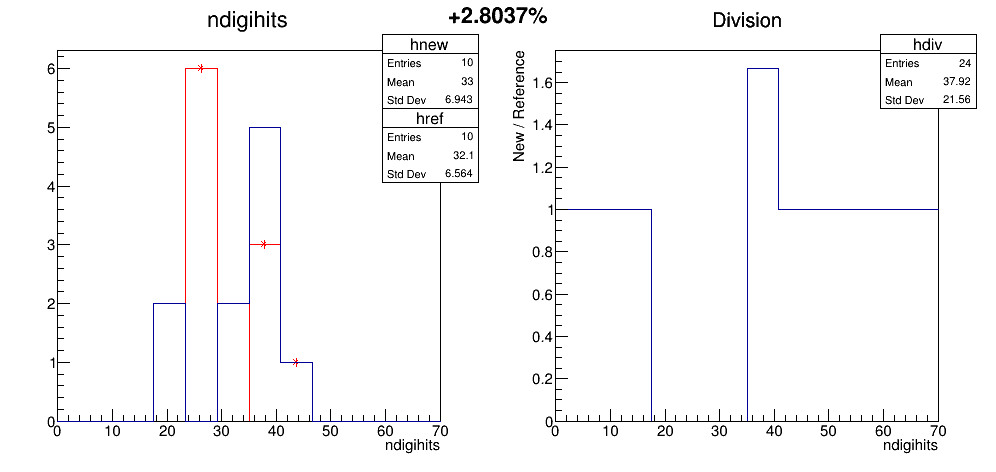 +2.8037%
ndigihits
hnew
Entries 10
Mean 33
Std Dev 6.943
href
Entries 10
Mean 32.1
Std Dev 6.564
6
5
4
3
2
1
0
0 10 20 30 40 50 60 70
ndigihits
Division
hdiv
Entries 24
Mean 37.92
Std Dev 21.56
New / Reference
1.6
1.4
1.2
1
0.8
0.6
0.4
0.2
0
0 10 20 30 40 50 60 70
ndigihits